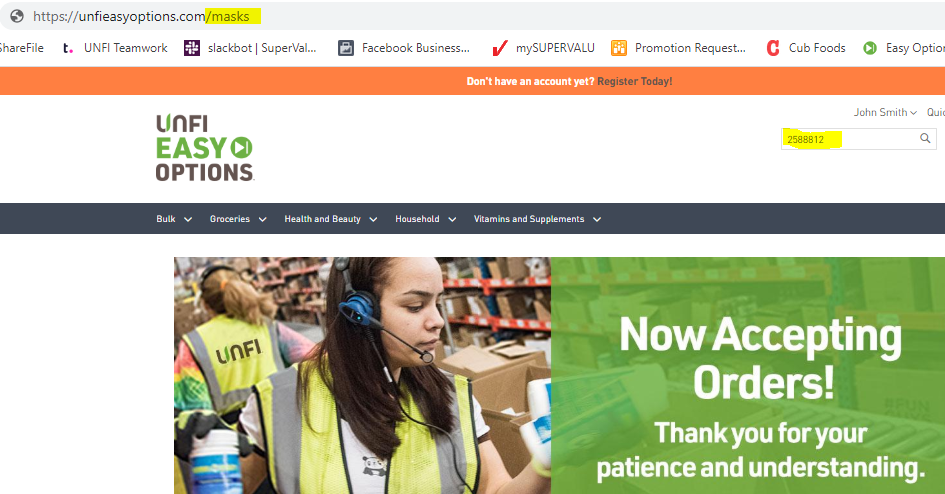 https://unfieasyoptions.com/masks
ShareFile UNFI Teamwork slackbot | SuperVal... Facebook Business... mySUPERVALU Promotion Request... Cub Foods Easy Option
Don't have an account yet? Register Today!
John Smith Quic
UNFI
EASY
OPTIONS
2588812
Bulk Groceries Health and Beauty Household Vitamins and Supplements
UNFI
Now Accepting
Orders!
Thank you for your
patience and understanding.